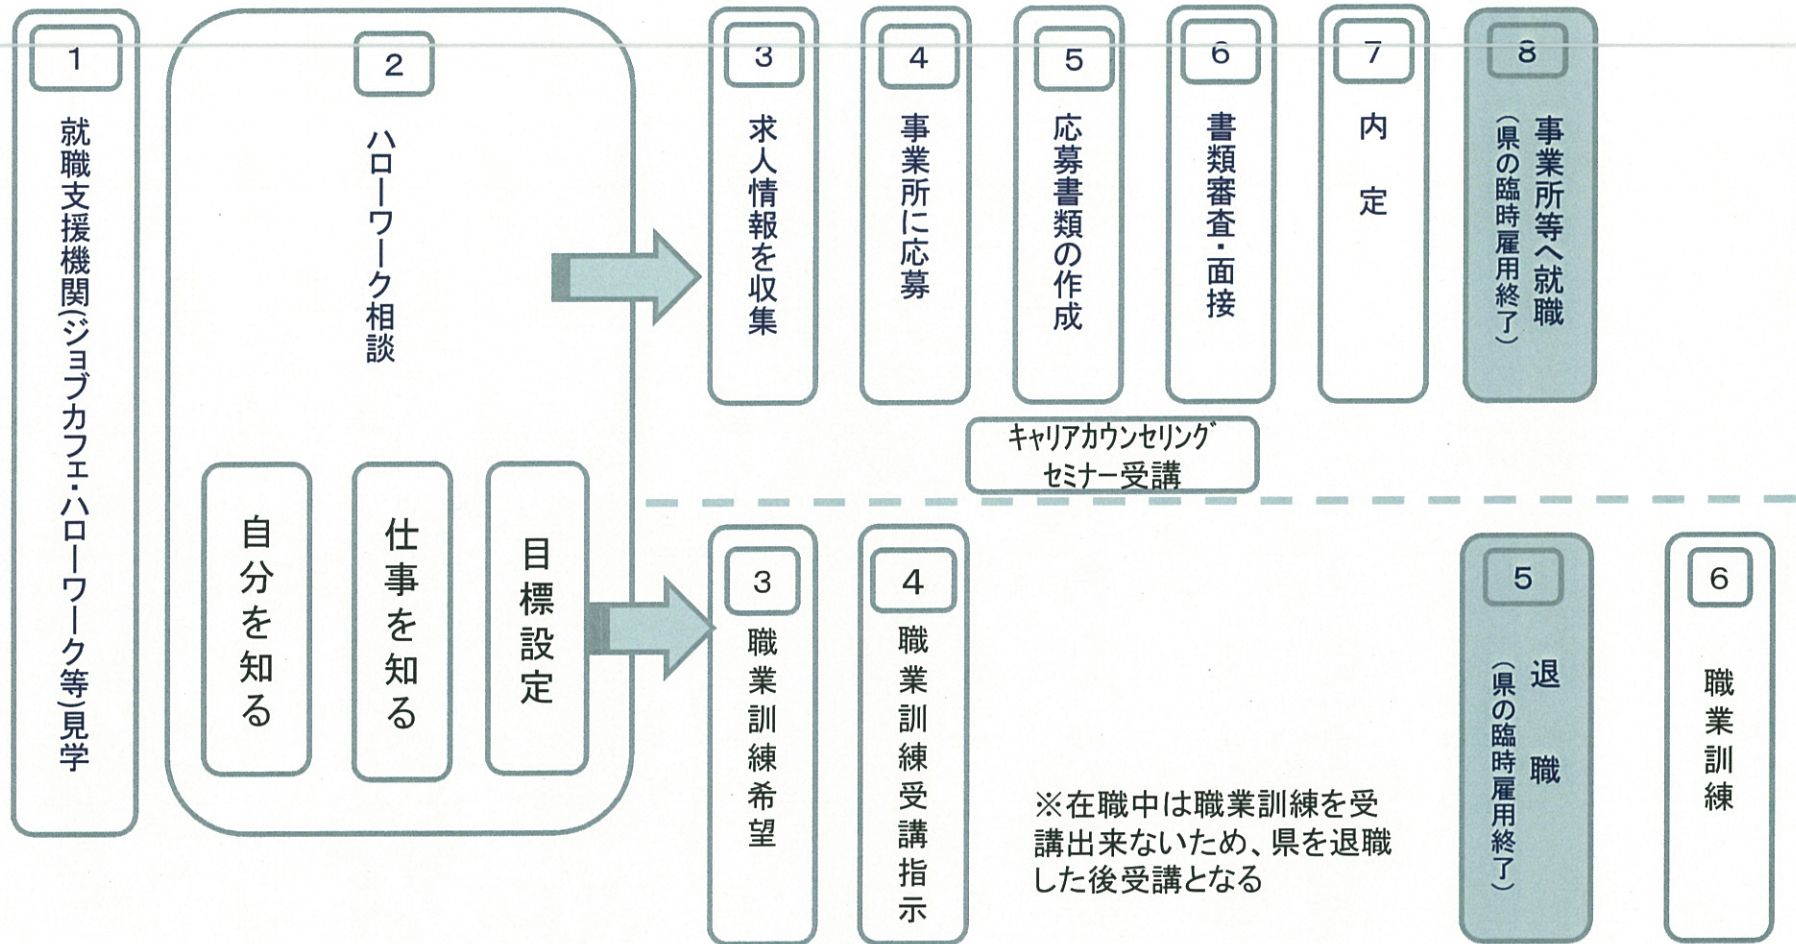 1
就職支援機関(ジョブカフェ・ハローワーク等)見学
2
ハローワーク相談
自分を知る
仕事を知る
目標設定
3
求人情報を収集
4
事業所に応募
5
応募書類の作成
6
書類審査・面接
7
内 定
8
事業所等へ就職
(県の臨時雇用終了)
キャリアカウンセリング
セミナー受講
3
職業訓練希望
4
職業訓練受講指示
※在職中は職業訓練を受
講出来ないため、県を退職
した後受講となる
5
退 職
(県の臨時雇用終了)
6
職業訓練